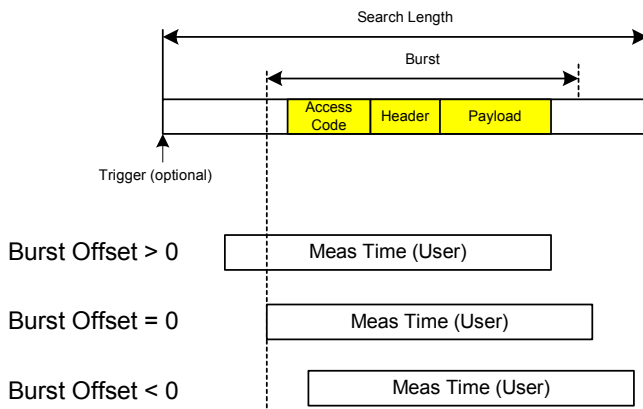 Search Length
Burst
Access
Code
Header
Payload
Trigger (optional)
Burst Offset > 0
Meas Time (User)
Burst Offset = 0
Meas Time (User)
Burst Offset < 0
Meas Time (User)